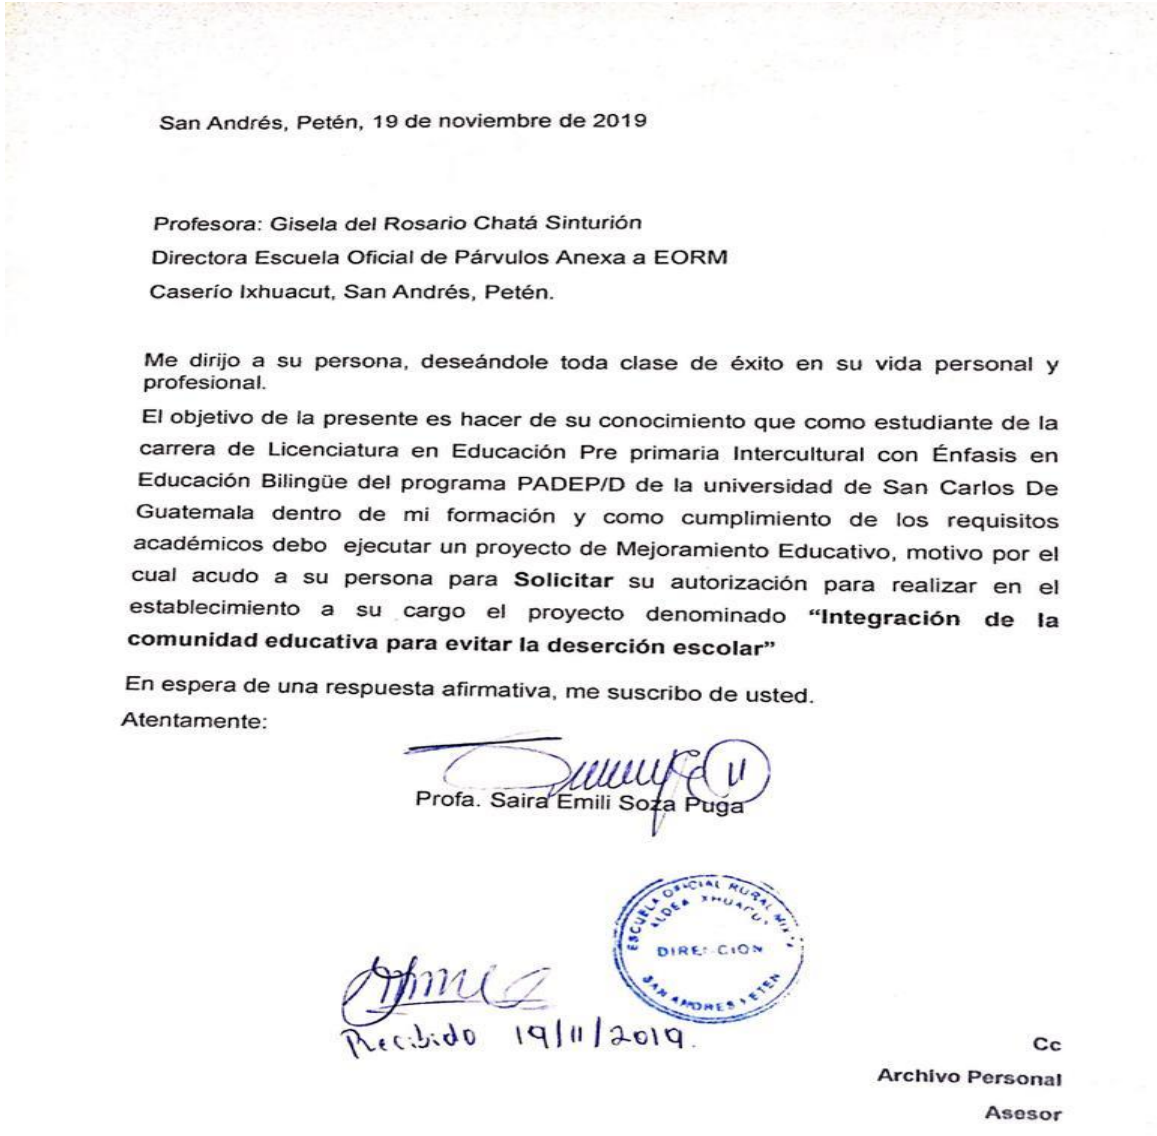 San Andrés, Petén, 19 de noviembre de 2019
Profesora: Gisela del Rosario Chatá Sinturión
Directora Escuela Oficial de Párvulos Anexa a EORM
Caserío Ixhuacut, San Andrés, Petén.
Me dirijo a su persona, deseándole toda clase de éxito en su vida personal y
profesional.
El objetivo de la presente es hacer de su conocimiento que como estudiante de la
carrera de Licenciatura en Educación Pre primaria Intercultural con Énfasis en
Educación Bilingüe del programa PADEP/D de la universidad de San Carlos De
Guatemala dentro de mi formación y como cumplimiento de los requisitos
académicos debo ejecutar un proyecto de Mejoramiento Educativo, motivo por el
cual acudo a su persona para Solicitar su autorización para realizar en el
establecimiento a su cargo el proyecto denominado “Integración de la
comunidad educativa para evitar la deserción escolar”
En espera de una respuesta afirmativa, me suscribo de usted.
Atentamente:
Profa. Saira Emili Soza Puga
ESCUELA OFICIAL RURAL
ALDEA
DIRECCION
SAN ANDRES PETEN
Recibido 19/11/2019.
Cc
Archivo Personal
Asesor